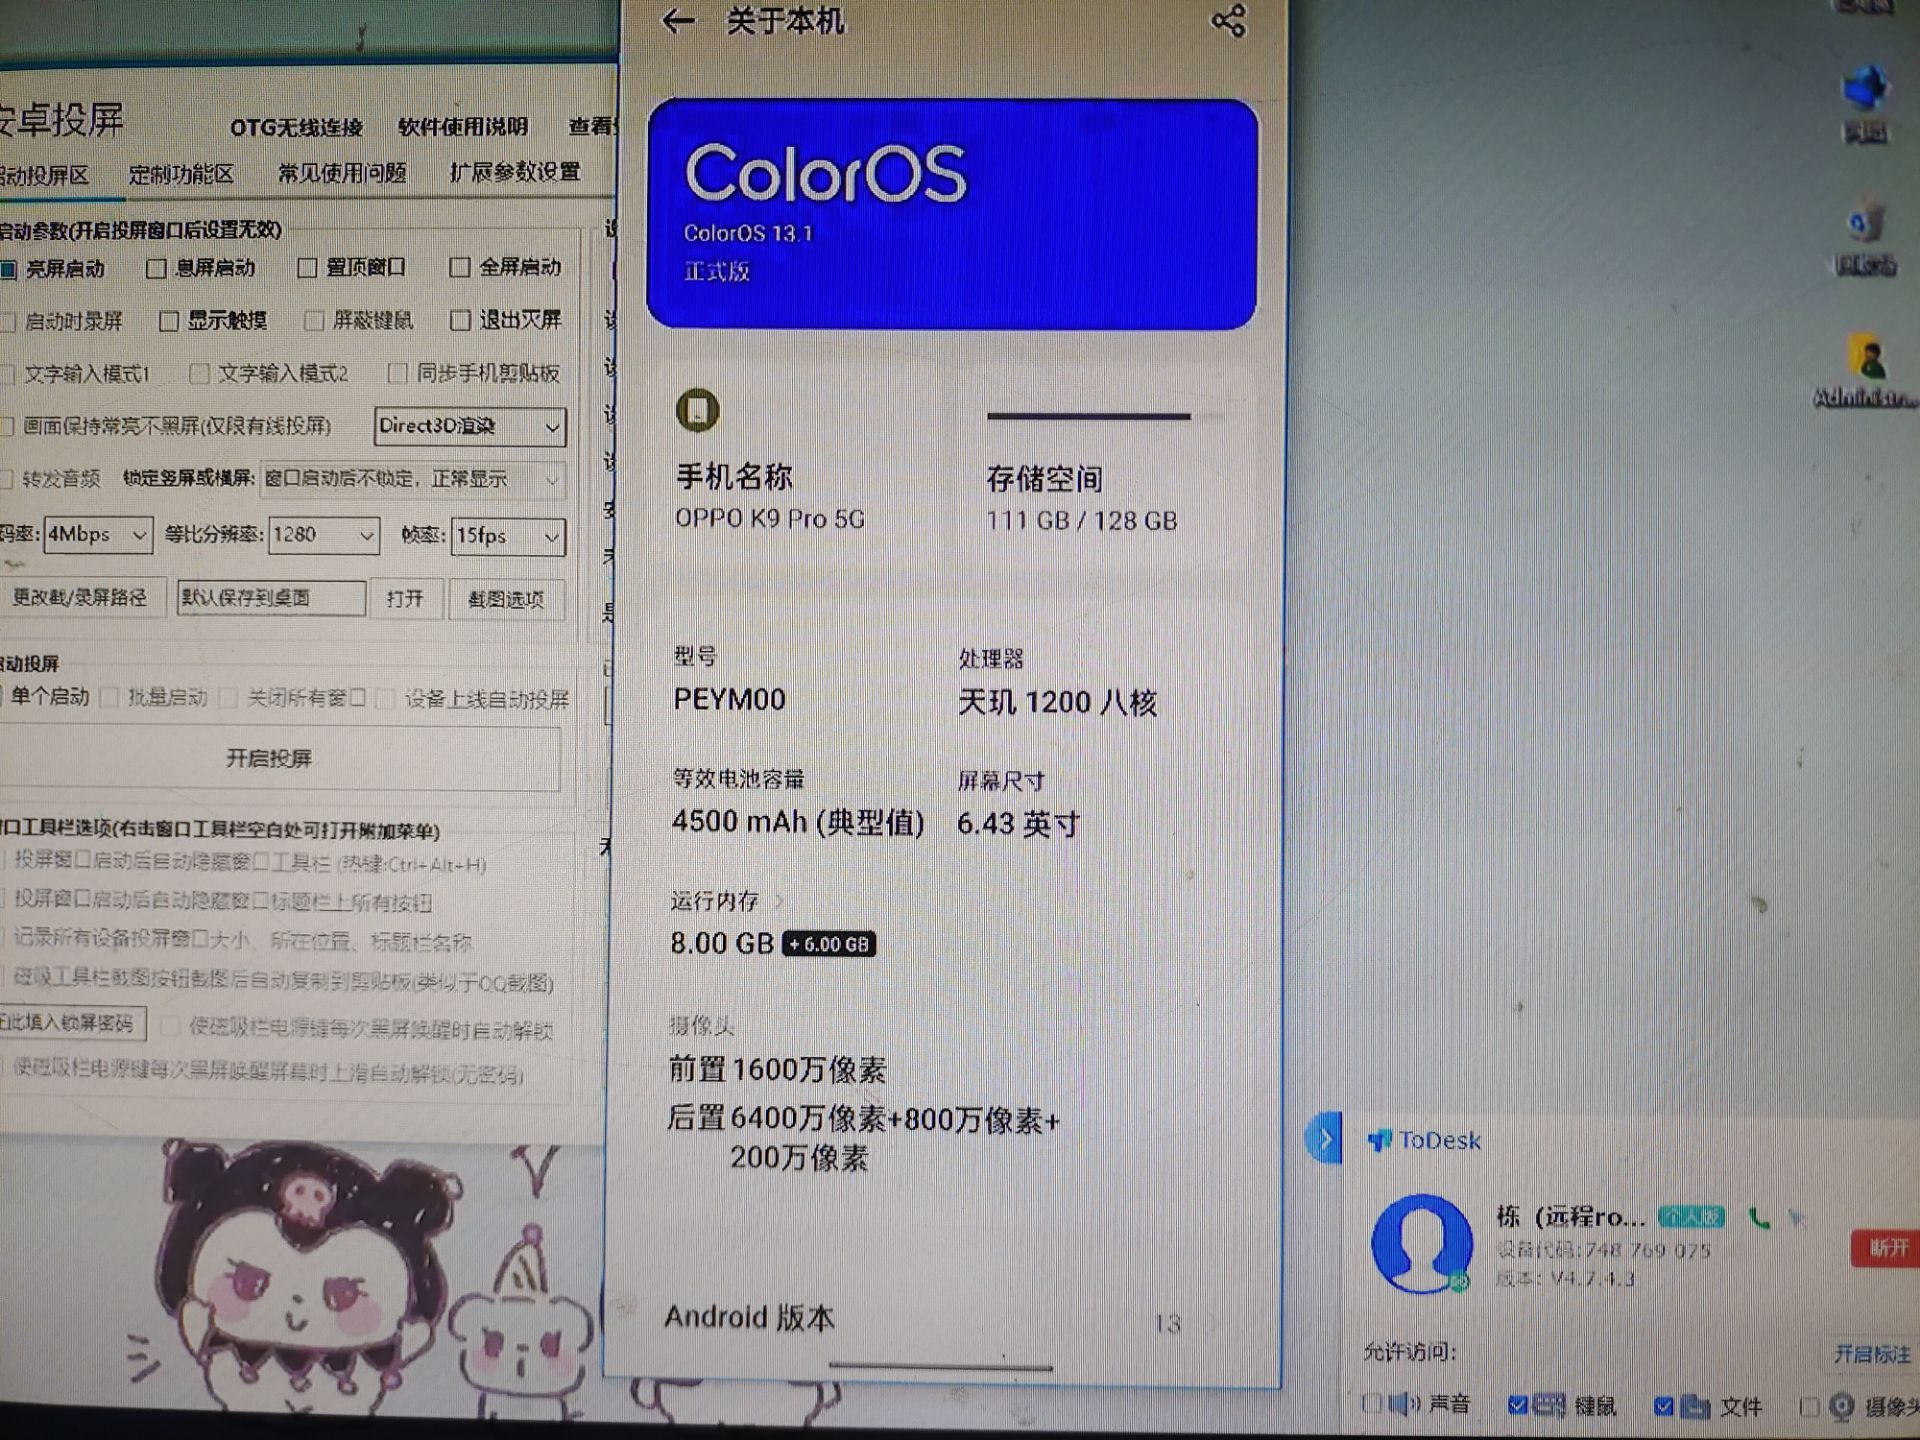 关于本机
安卓投屏
OTG无线连接 软件使用说明 查看
启动投屏区 定制功能区 常见使用问题 扩展参数设置
启动参数(开启投屏窗口后设置无效)
亮屏启动 息屏启动 置顶窗口 全屏启动
启动时录屏 显示触摸 屏蔽键鼠 退出灭屏
文字输入模式1 文字输入模式2 同步手机剪贴板
画面保持常亮不黑屏(仅限有线投屏) Direct3D渲染
转发音频 锁定竖屏或横屏: 窗口启动后不锁定，正常显示
码率: 4Mbps 等比分辨率: 1280 帧率: 15fps
更改截/录屏路径 默认保存到桌面 打开 截图选项
启动投屏
单个启动 批量启动 关闭所有窗口 设备上线自动投屏
开启投屏
窗口工具栏选项(右击窗口工具栏空白处可打开附加菜单)
投屏窗口启动后自动隐藏窗口工具栏 (热键:Ctrl+Alt+H)
投屏窗口启动后自动隐藏窗口标题栏上所有按钮
记录所有设备投屏窗口大小、所在位置、标题栏名称
磁吸工具栏截图按钮截图后自动复制到剪贴板(类似于QQ截图)
在此填入锁屏密码 使磁吸栏电源键每次黑屏唤醒时自动解锁
使磁吸栏电源键每次黑屏唤醒屏幕时上滑自动解锁(无密码)
ColorOS
ColorOS 13.1
正式版
手机名称
OPPO K9 Pro 5G
存储空间
111 GB / 128 GB
型号
PEYM00
处理器
天玑 1200 八核
等效电池容量
4500 mAh (典型值)
屏幕尺寸
6.43 英寸
运行内存
8.00 GB + 6.00 GB
摄像头
前置 1600万像素
后置 6400万像素+800万像素+
200万像素
Android 版本 13
ToDesk
栋（远程ro... 个人版
设备代码:748 769 075
版本: V4.7.4.3
断开
允许访问:
开启标注
声音 键鼠 文件 摄像头